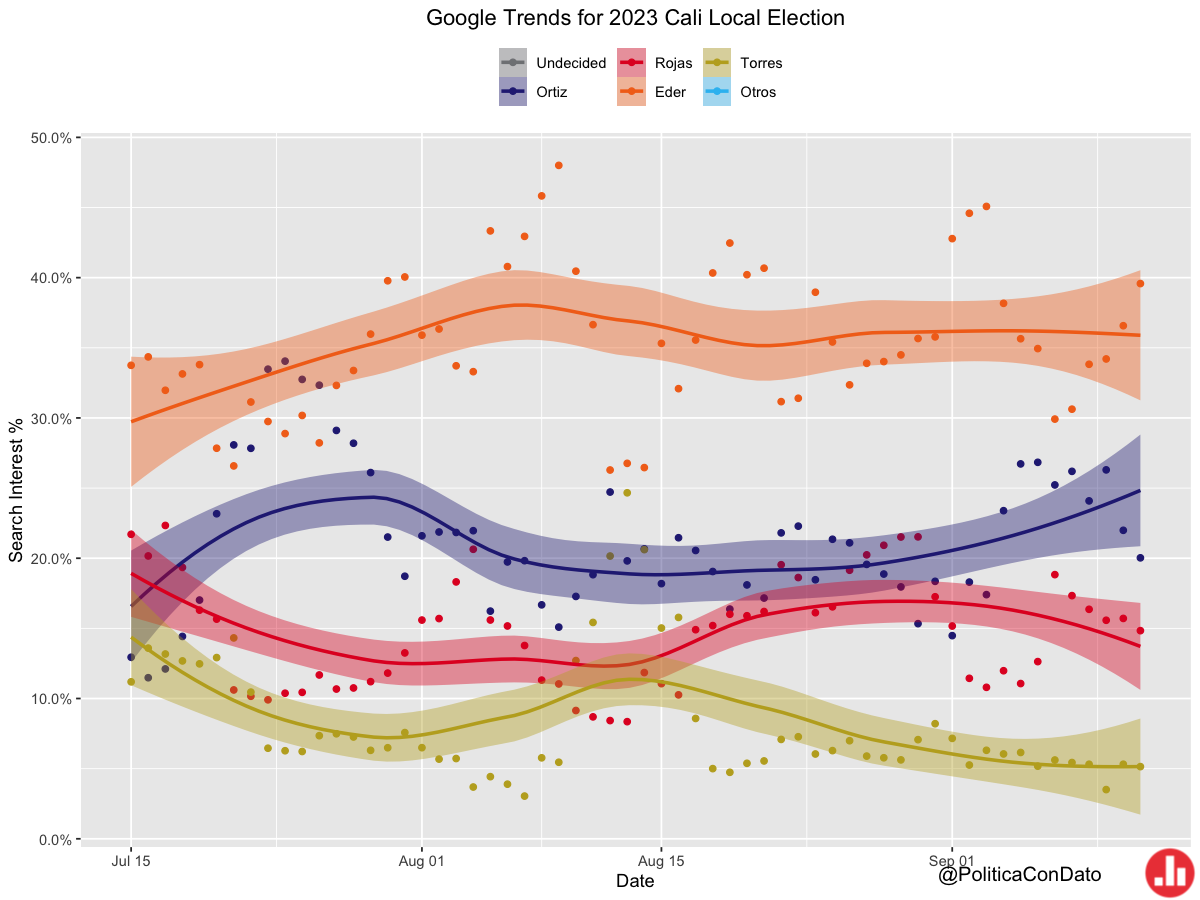 Google Trends for 2023 Cali Local Election
Undecided Rojas Torres
Ortiz Eder Otros
50.0%
40.0%
30.0%
20.0%
10.0%
0.0%
Search Interest %
Jul 15 Aug 01 Aug 15 Sep 01
Date
@PoliticaConDato